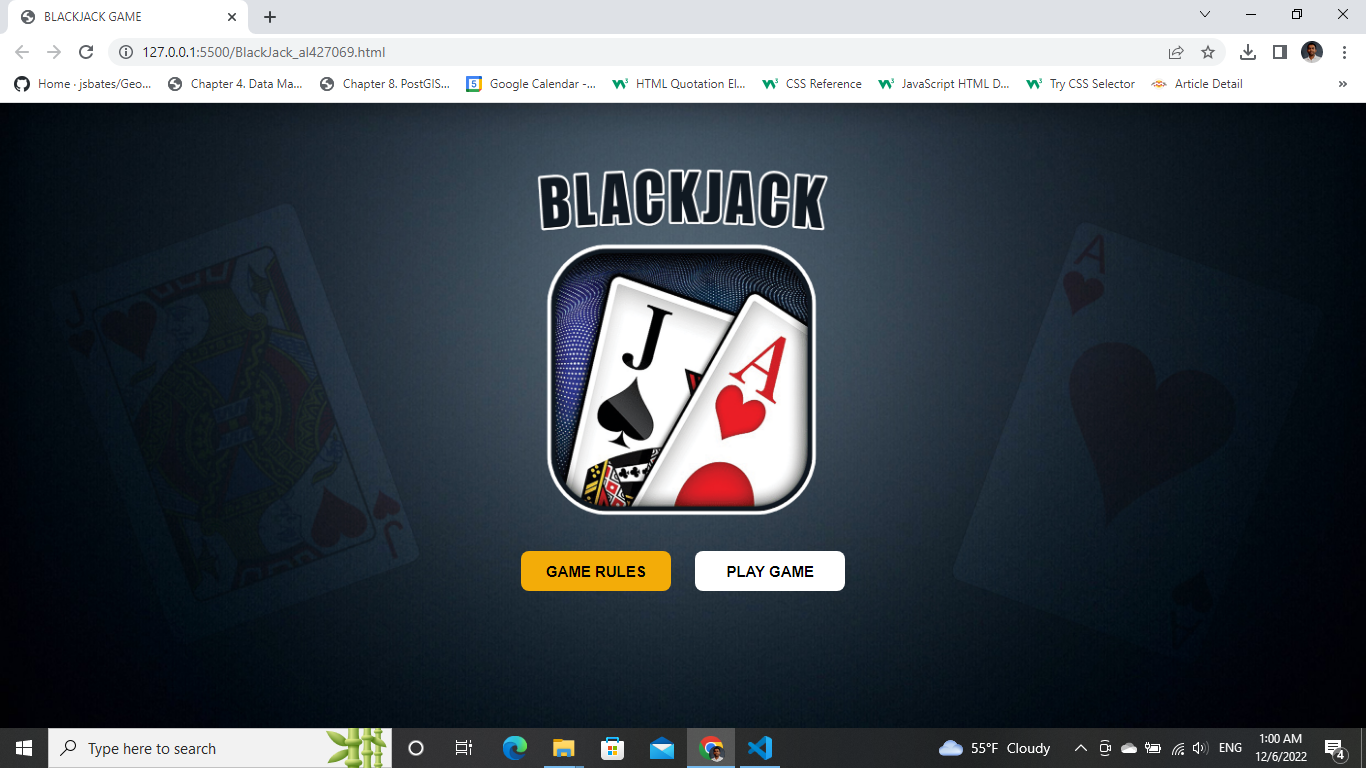 BLACKJACK GAME
127.0.0.1:5500/BlackJack_al427069.html
Home · jsbates/Geo... Chapter 4. Data Ma... Chapter 8. PostGIS... Google Calendar -... HTML Quotation El... CSS Reference JavaScript HTML D... Try CSS Selector Article Detail »
BLACKJACK
J A
J A
J
GAME RULES PLAY GAME
Type here to search 55°F Cloudy ENG 1:00 AM
12/6/2022 4